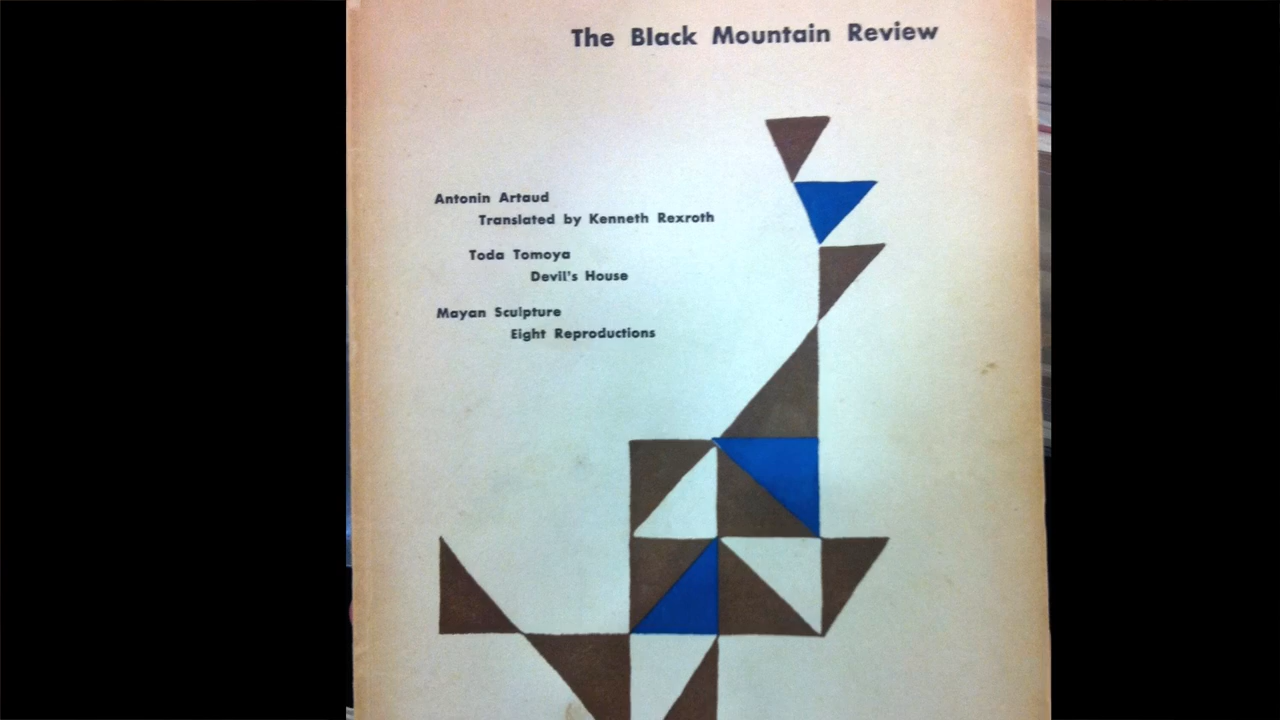 The Black Mountain Review
Antonin Artaud
Translated by Kenneth Rexroth
Toda Tomoya
Devil's House
Mayan Sculpture
Eight Reproductions